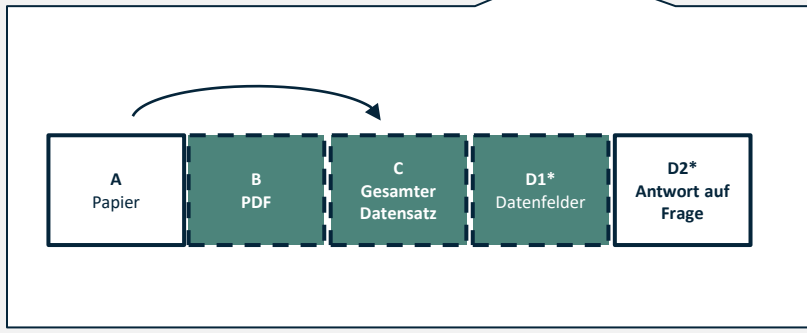 A
Papier
B
PDF
C
Gesamter
Datensatz
D1*
Datenfelder
D2*
Antwort auf
Frage